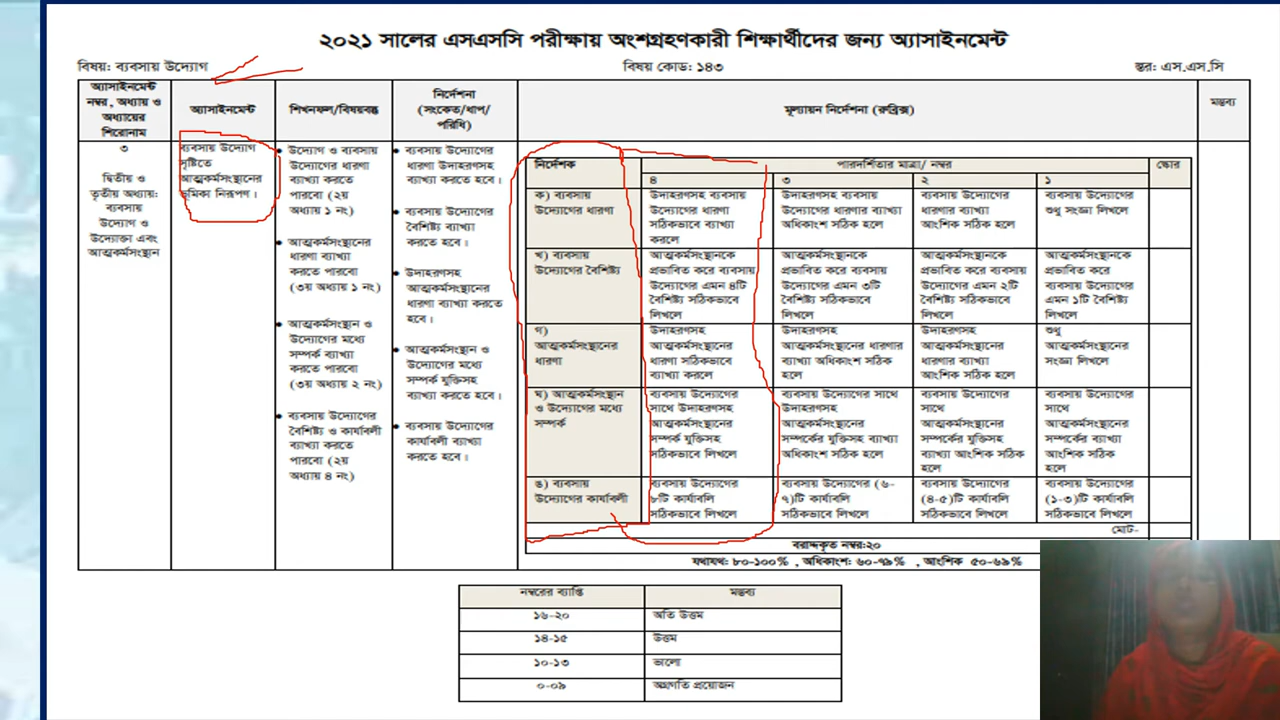 ২০২১ সালের এসএসসি পরীক্ষায় অংশগ্রহণকারী শিক্ষার্থীদের জন্য অ্যাসাইনমেন্ট
বিষয়: ব্যবসায় উদ্যোগ
বিষয় কোড: ১৪৩
স্তর: এস.এস.সি
অ্যাসাইনমেন্ট
নম্বর, অধ্যায় ও
অধ্যায়ের
শিরোনাম
অ্যাসাইনমেন্ট
শিখনফল/বিষয়বস্তু
নির্দেশনা
(সংকেত/ধাপ/
পরিধি)
মূল্যায়ন নির্দেশনা (রুব্রিক্স)
মন্তব্য
৩
দ্বিতীয় ও
তৃতীয় অধ্যায়:
ব্যবসায়
উদ্যোগ ও
উদ্যোক্তা এবং
আত্মকর্মসংস্থান
ব্যবসায় উদ্যোগ
সৃষ্টিতে
আত্মকর্মসংস্থানের
ভূমিকা নিরূপণ।
• উদ্যোগ ও ব্যবসায়
উদ্যোগের ধারণা
ব্যাখ্যা করতে
পারবো (২য়
অধ্যায় ১ নং)
• আত্মকর্মসংস্থানের
ধারণা ব্যাখ্যা
করতে পারবো
(৩য় অধ্যায় ১ নং)
• আত্মকর্মসংস্থান ও
উদ্যোগের মধ্যে
সম্পর্ক ব্যাখ্যা
করতে পারবো
(৩য় অধ্যায় ২ নং)
• ব্যবসায় উদ্যোগের
বৈশিষ্ট্য ও কার্যাবলী
ব্যাখ্যা করতে
পারবো (২য়
অধ্যায় ৪ নং)
• ব্যবসায় উদ্যোগের
ধারণা উদাহরণসহ
ব্যাখ্যা করতে হবে।
• ব্যবসায় উদ্যোগের
বৈশিষ্ট্য ব্যাখ্যা
করতে হবে।
• উদাহরণসহ
আত্মকর্মসংস্থানের
ধারণা ব্যাখ্যা করতে
হবে।
• আত্মকর্মসংস্থান ও
উদ্যোগের মধ্যে
সম্পর্ক যুক্তিসহ
ব্যাখ্যা করতে হবে।
• ব্যবসায় উদ্যোগের
কার্যাবলী ব্যাখ্যা
করতে হবে।
নির্দেশক
পারদর্শিতার মাত্রা/ নম্বর
স্কোর
৪
৩
২
১
ক) ব্যবসায়
উদ্যোগের ধারণা
উদাহরণসহ ব্যবসায়
উদ্যোগের ধারণা
সঠিকভাবে ব্যাখ্যা
করলে
উদাহরণসহ ব্যবসায়
উদ্যোগের ধারণার ব্যাখ্যা
অধিকাংশ সঠিক হলে
ব্যবসায় উদ্যোগের
ধারণার ব্যাখ্যা
আংশিক সঠিক হলে
ব্যবসায় উদ্যোগের
শুধু সংজ্ঞা লিখলে
খ) ব্যবসায়
উদ্যোগের বৈশিষ্ট্য
আত্মকর্মসংস্থানকে
প্রভাবিত করে ব্যবসায়
উদ্যোগের এমন ৪টি
বৈশিষ্ট্য সঠিকভাবে
লিখলে
আত্মকর্মসংস্থানকে
প্রভাবিত করে ব্যবসায়
উদ্যোগের এমন ৩টি
বৈশিষ্ট্য সঠিকভাবে
লিখলে
আত্মকর্মসংস্থানকে
প্রভাবিত করে ব্যবসায়
উদ্যোগের এমন ২টি
বৈশিষ্ট্য সঠিকভাবে
লিখলে
আত্মকর্মসংস্থানকে
প্রভাবিত করে
ব্যবসায় উদ্যোগের
এমন ১টি বৈশিষ্ট্য
লিখলে
গ)
আত্মকর্মসংস্থানের
ধারণা
উদাহরণসহ
আত্মকর্মসংস্থানের
ধারণা সঠিকভাবে
ব্যাখ্যা করলে
উদাহরণসহ
আত্মকর্মসংস্থানের ধারণার
ব্যাখ্যা অধিকাংশ সঠিক
হলে
উদাহরণসহ
আত্মকর্মসংস্থানের
ধারণার ব্যাখ্যা
আংশিক সঠিক হলে
শুধু
আত্মকর্মসংস্থানের
সংজ্ঞা লিখলে
ঘ) আত্মকর্মসংস্থান
ও উদ্যোগের মধ্যে
সম্পর্ক
ব্যবসায় উদ্যোগের
সাথে উদাহরণসহ
আত্মকর্মসংস্থানের
সম্পর্ক যুক্তিসহ
সঠিকভাবে লিখলে
ব্যবসায় উদ্যোগের সাথে
উদাহরণসহ
আত্মকর্মসংস্থানের
সম্পর্কের যুক্তিসহ ব্যাখ্যা
অধিকাংশ সঠিক হলে
ব্যবসায় উদ্যোগের
সাথে
আত্মকর্মসংস্থানের
সম্পর্কের যুক্তিসহ
ব্যাখ্যা আংশিক সঠিক
হলে
ব্যবসায় উদ্যোগের
সাথে
আত্মকর্মসংস্থানের
সম্পর্কের ব্যাখ্যা
আংশিক সঠিক
হলে
ঙ) ব্যবসায়
উদ্যোগের কার্যাবলী
ব্যবসায় উদ্যোগের
৮টি কার্যাবলি
সঠিকভাবে লিখলে
ব্যবসায় উদ্যোগের (৬-
৭)টি কার্যাবলি
সঠিকভাবে লিখলে
ব্যবসায় উদ্যোগের
(৪-৫)টি কার্যাবলি
সঠিকভাবে লিখলে
ব্যবসায় উদ্যোগের
(১-৩)টি কার্যাবলি
সঠিকভাবে লিখলে
মোট-
বরাদ্দকৃত নম্বর:২০
যথাযথ: ৮০-১০০% , অধিকাংশ: ৬০-৭৯% , আংশিক ৫০-৬৯%
নম্বরের ব্যাপ্তি
মন্তব্য
১৬-২০
অতি উত্তম
১৪-১৫
উত্তম
১০-১৩
ভালো
০-০৯
অগ্রগতি প্রয়োজন